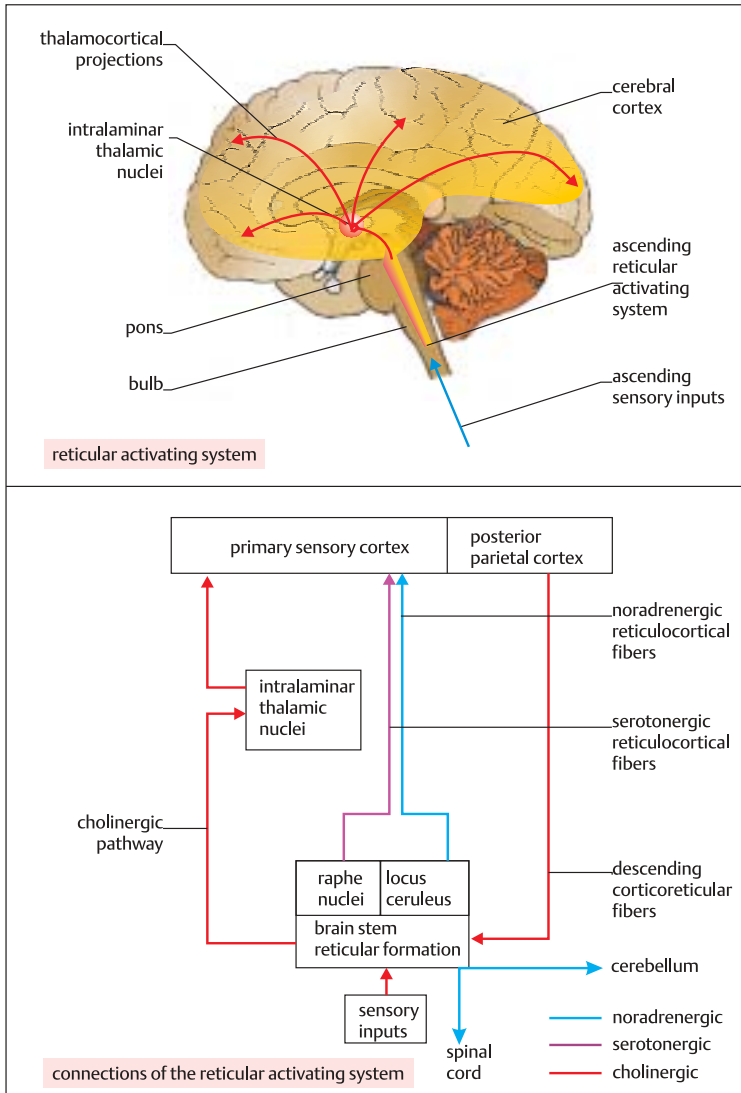 thalamocortical
projections
cerebral
cortex
intralaminar
thalamic
nuclei
ascending
reticular
activating
system
pons
bulb
ascending
sensory inputs
reticular activating system
primary sensory cortex
posterior
parietal cortex
noradrenergic
reticulocortical
fibers
intralaminar
thalamic
nuclei
serotonergic
reticulocortical
fibers
cholinergic
pathway
raphe
nuclei
locus
ceruleus
descending
corticoreticular
fibers
brain stem
reticular formation
cerebellum
sensory
inputs
spinal
cord
noradrenergic
serotonergic
cholinergic
connections of the reticular activating system